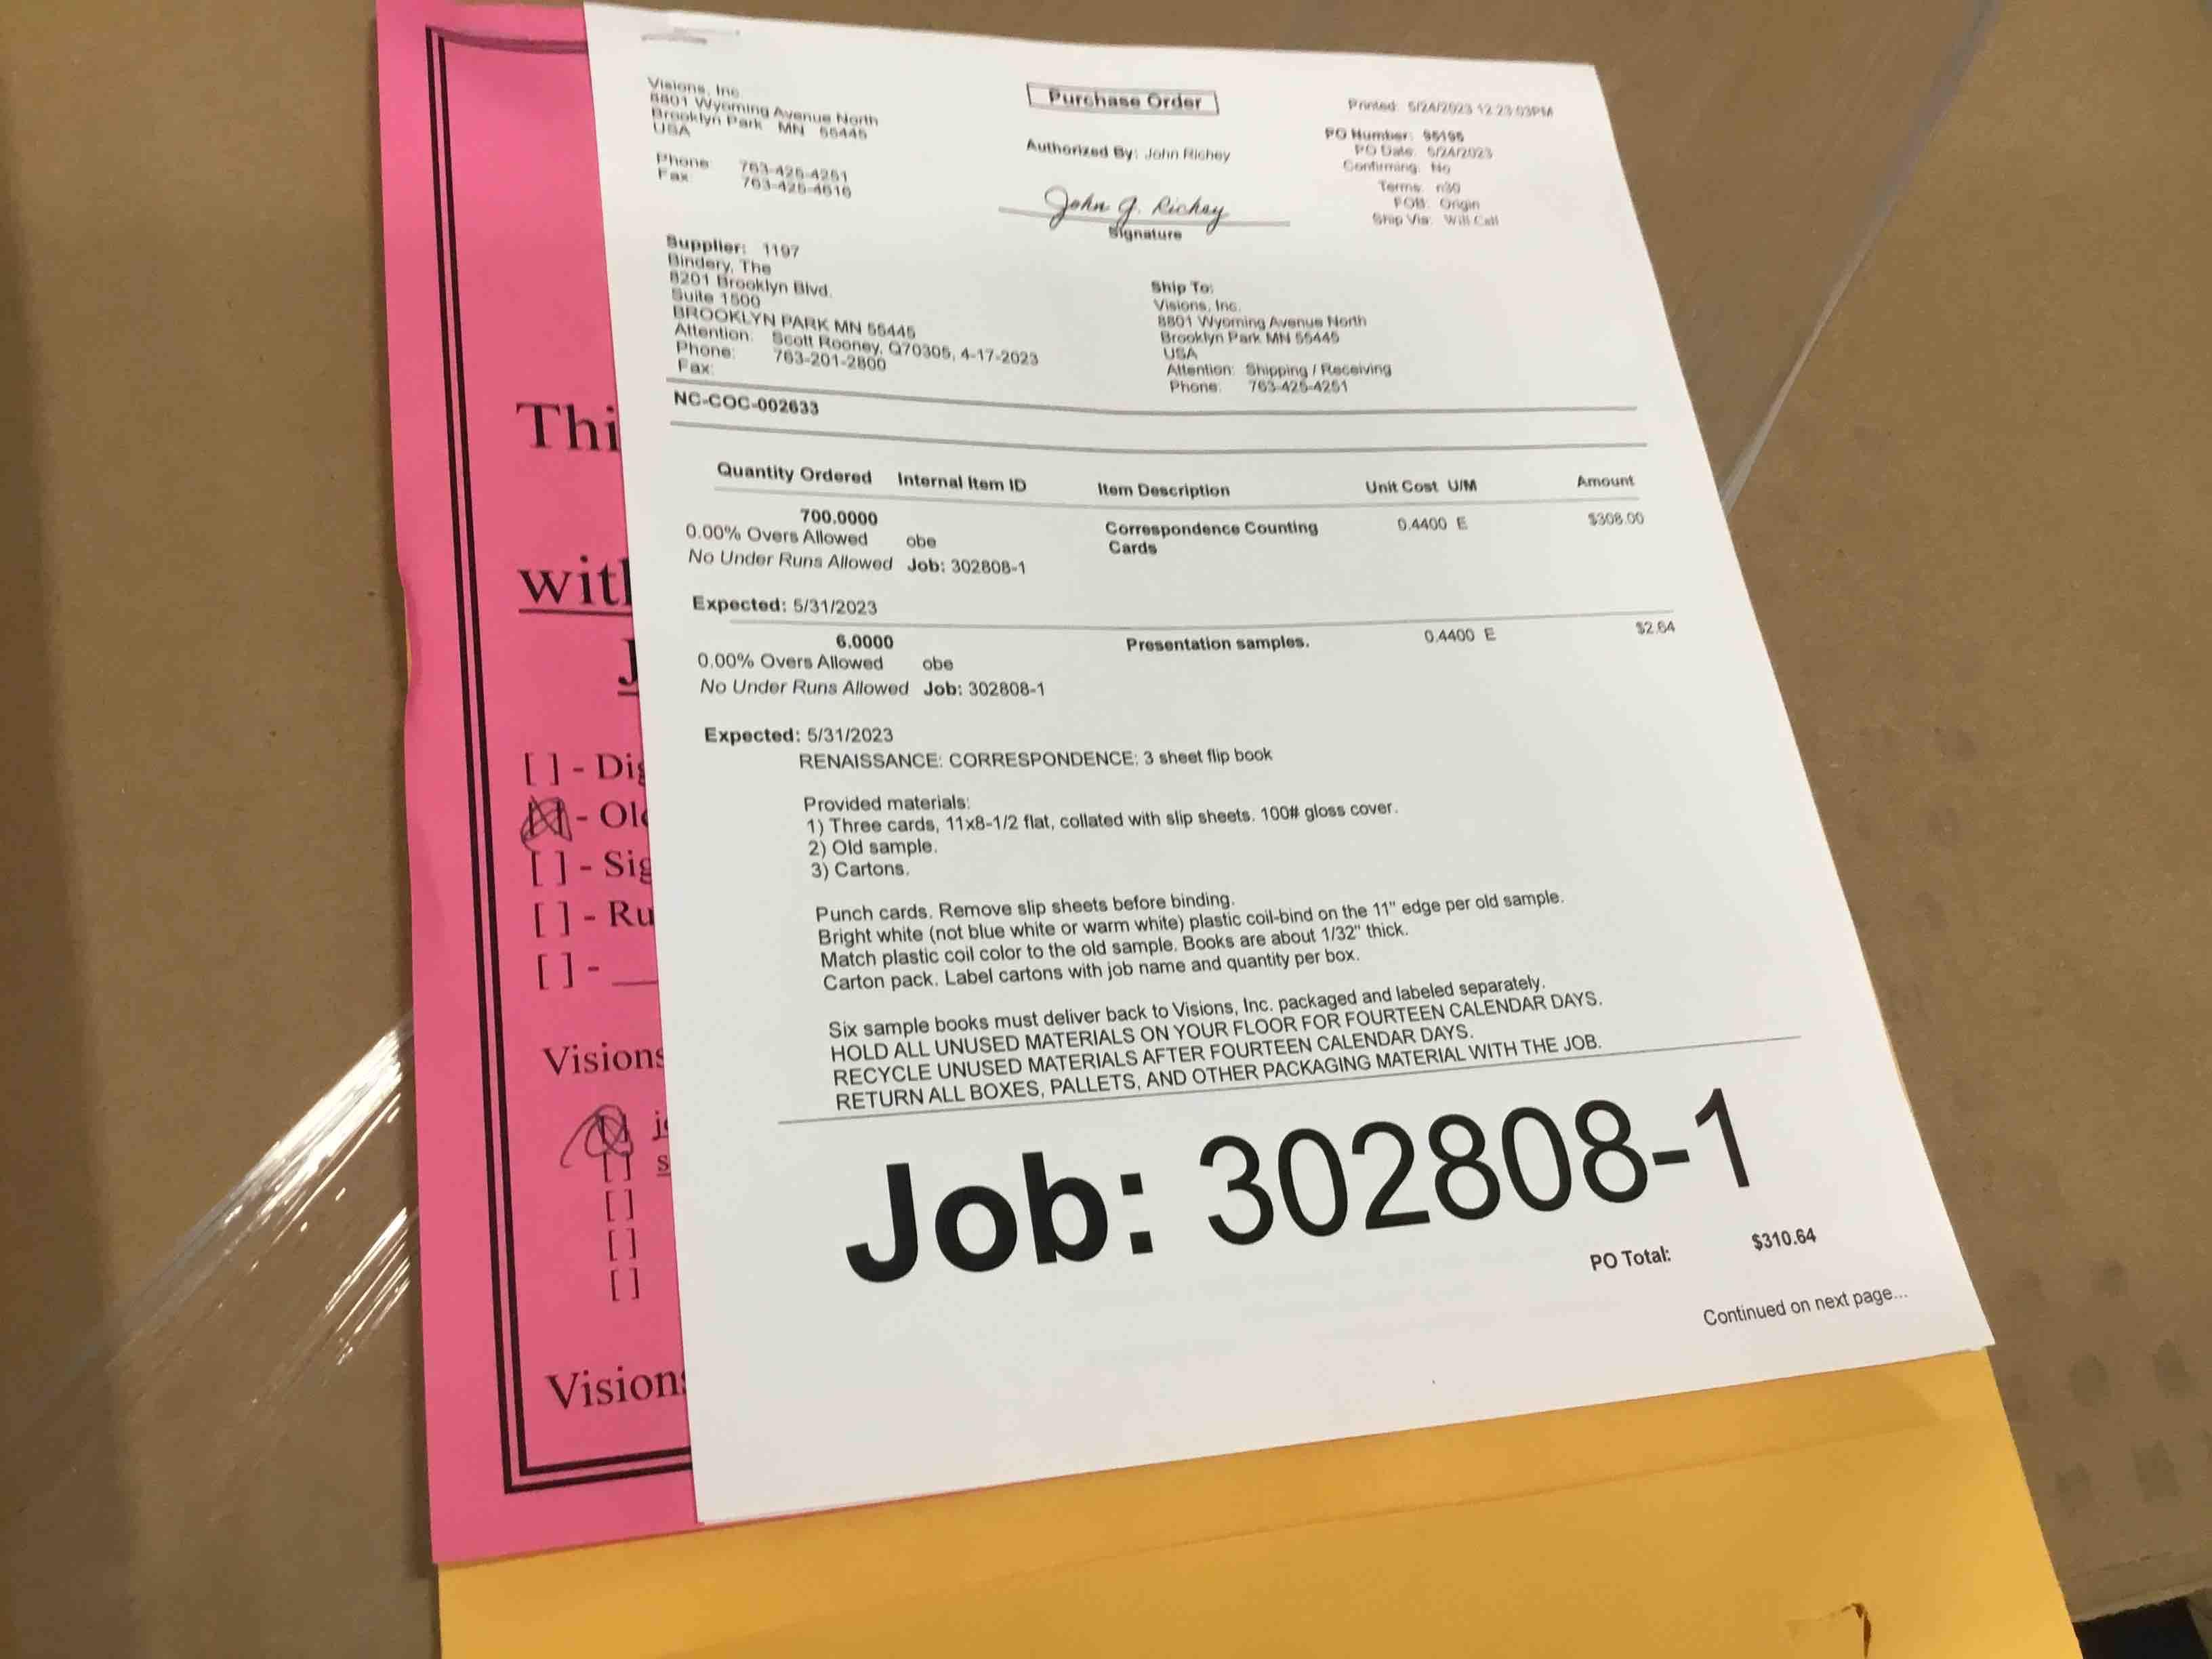 Visions, Inc
8801 Wyoming Avenue North
Brooklyn Park MN 55445
USA
Phone 763-425-4251
Fax 763-425-4616
Purchase Order
Authorized By: John Richey
John G. Richey
Signature
Printed: 5/24/2023 12:23:03PM
PO Number: 95195
PO Date: 5/24/2023
Confirming: No
Terms: n30
FOB: Origin
Ship Via: Will Call
Supplier: 1197
Bindery, The
8201 Brooklyn Blvd.
Suite 1500
BROOKLYN PARK MN 55445
Attention: Scott Rooney, Q70305, 4-17-2023
Phone: 763-201-2800
Fax:
Ship To:
Visions, Inc.
8801 Wyoming Avenue North
Brooklyn Park MN 55445
USA
Attention: Shipping / Receiving
Phone: 763-425-4251
NC-COC-002633
Quantity Ordered Internal Item ID Item Description Unit Cost U/M Amount
700.0000 Correspondence Counting 0.4400 E $308.00
0.00% Overs Allowed obe Cards
No Under Runs Allowed Job: 302808-1
Expected: 5/31/2023
6.0000 Presentation samples. 0.4400 E $2.64
0.00% Overs Allowed obe
No Under Runs Allowed Job: 302808-1
Expected: 5/31/2023
RENAISSANCE: CORRESPONDENCE: 3 sheet flip book
Provided materials:
1) Three cards, 11x8-1/2 flat, collated with slip sheets. 100# gloss cover.
2) Old sample.
3) Cartons.
Punch cards. Remove slip sheets before binding.
Bright white (not blue white or warm white) plastic coil-bind on the 11" edge per old sample.
Match plastic coil color to the old sample. Books are about 1/32" thick.
Carton pack. Label cartons with job name and quantity per box.
Six sample books must deliver back to Visions, Inc. packaged and labeled separately.
HOLD ALL UNUSED MATERIALS ON YOUR FLOOR FOR FOURTEEN CALENDAR DAYS.
RECYCLE UNUSED MATERIALS AFTER FOURTEEN CALENDAR DAYS.
RETURN ALL BOXES, PALLETS, AND OTHER PACKAGING MATERIAL WITH THE JOB.
Job: 302808-1
PO Total: $310.64
Continued on next page...
Thi
with
J
[ ] - Dig
[ ] - Old
[ ] - Sig
[ ] - Ru
[ ] - __
Visions
[ ] j
[ ] s
[ ]
[ ]
[ ]
Visions